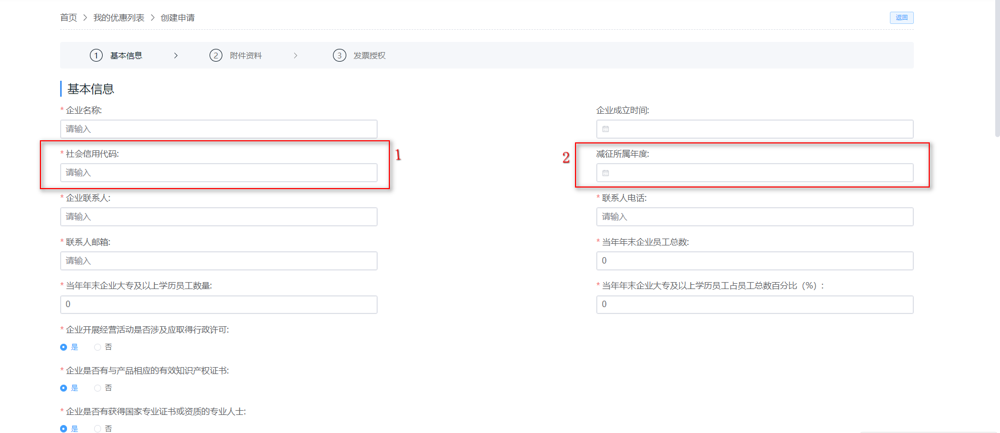 首页 > 我的优惠列表 > 创建申请
返回
1 基本信息 > 2 附件资料 > 3 发票授权
基本信息
* 企业名称:
请输入
企业成立时间:
* 社会信用代码:
请输入
1
2
减征所属年度:
* 企业联系人:
请输入
* 联系人电话:
请输入
* 联系人邮箱:
请输入
* 当年年末企业员工总数:
0
* 当年年末企业大专及以上学历员工数量:
0
* 当年年末企业大专及以上学历员工占员工总数百分比（%）:
0
* 企业开展经营活动是否涉及应取得行政许可:
是 否
* 企业是否有与产品相应的有效知识产权证书:
是 否
* 企业是否有获得国家专业证书或资质的专业人士:
是 否